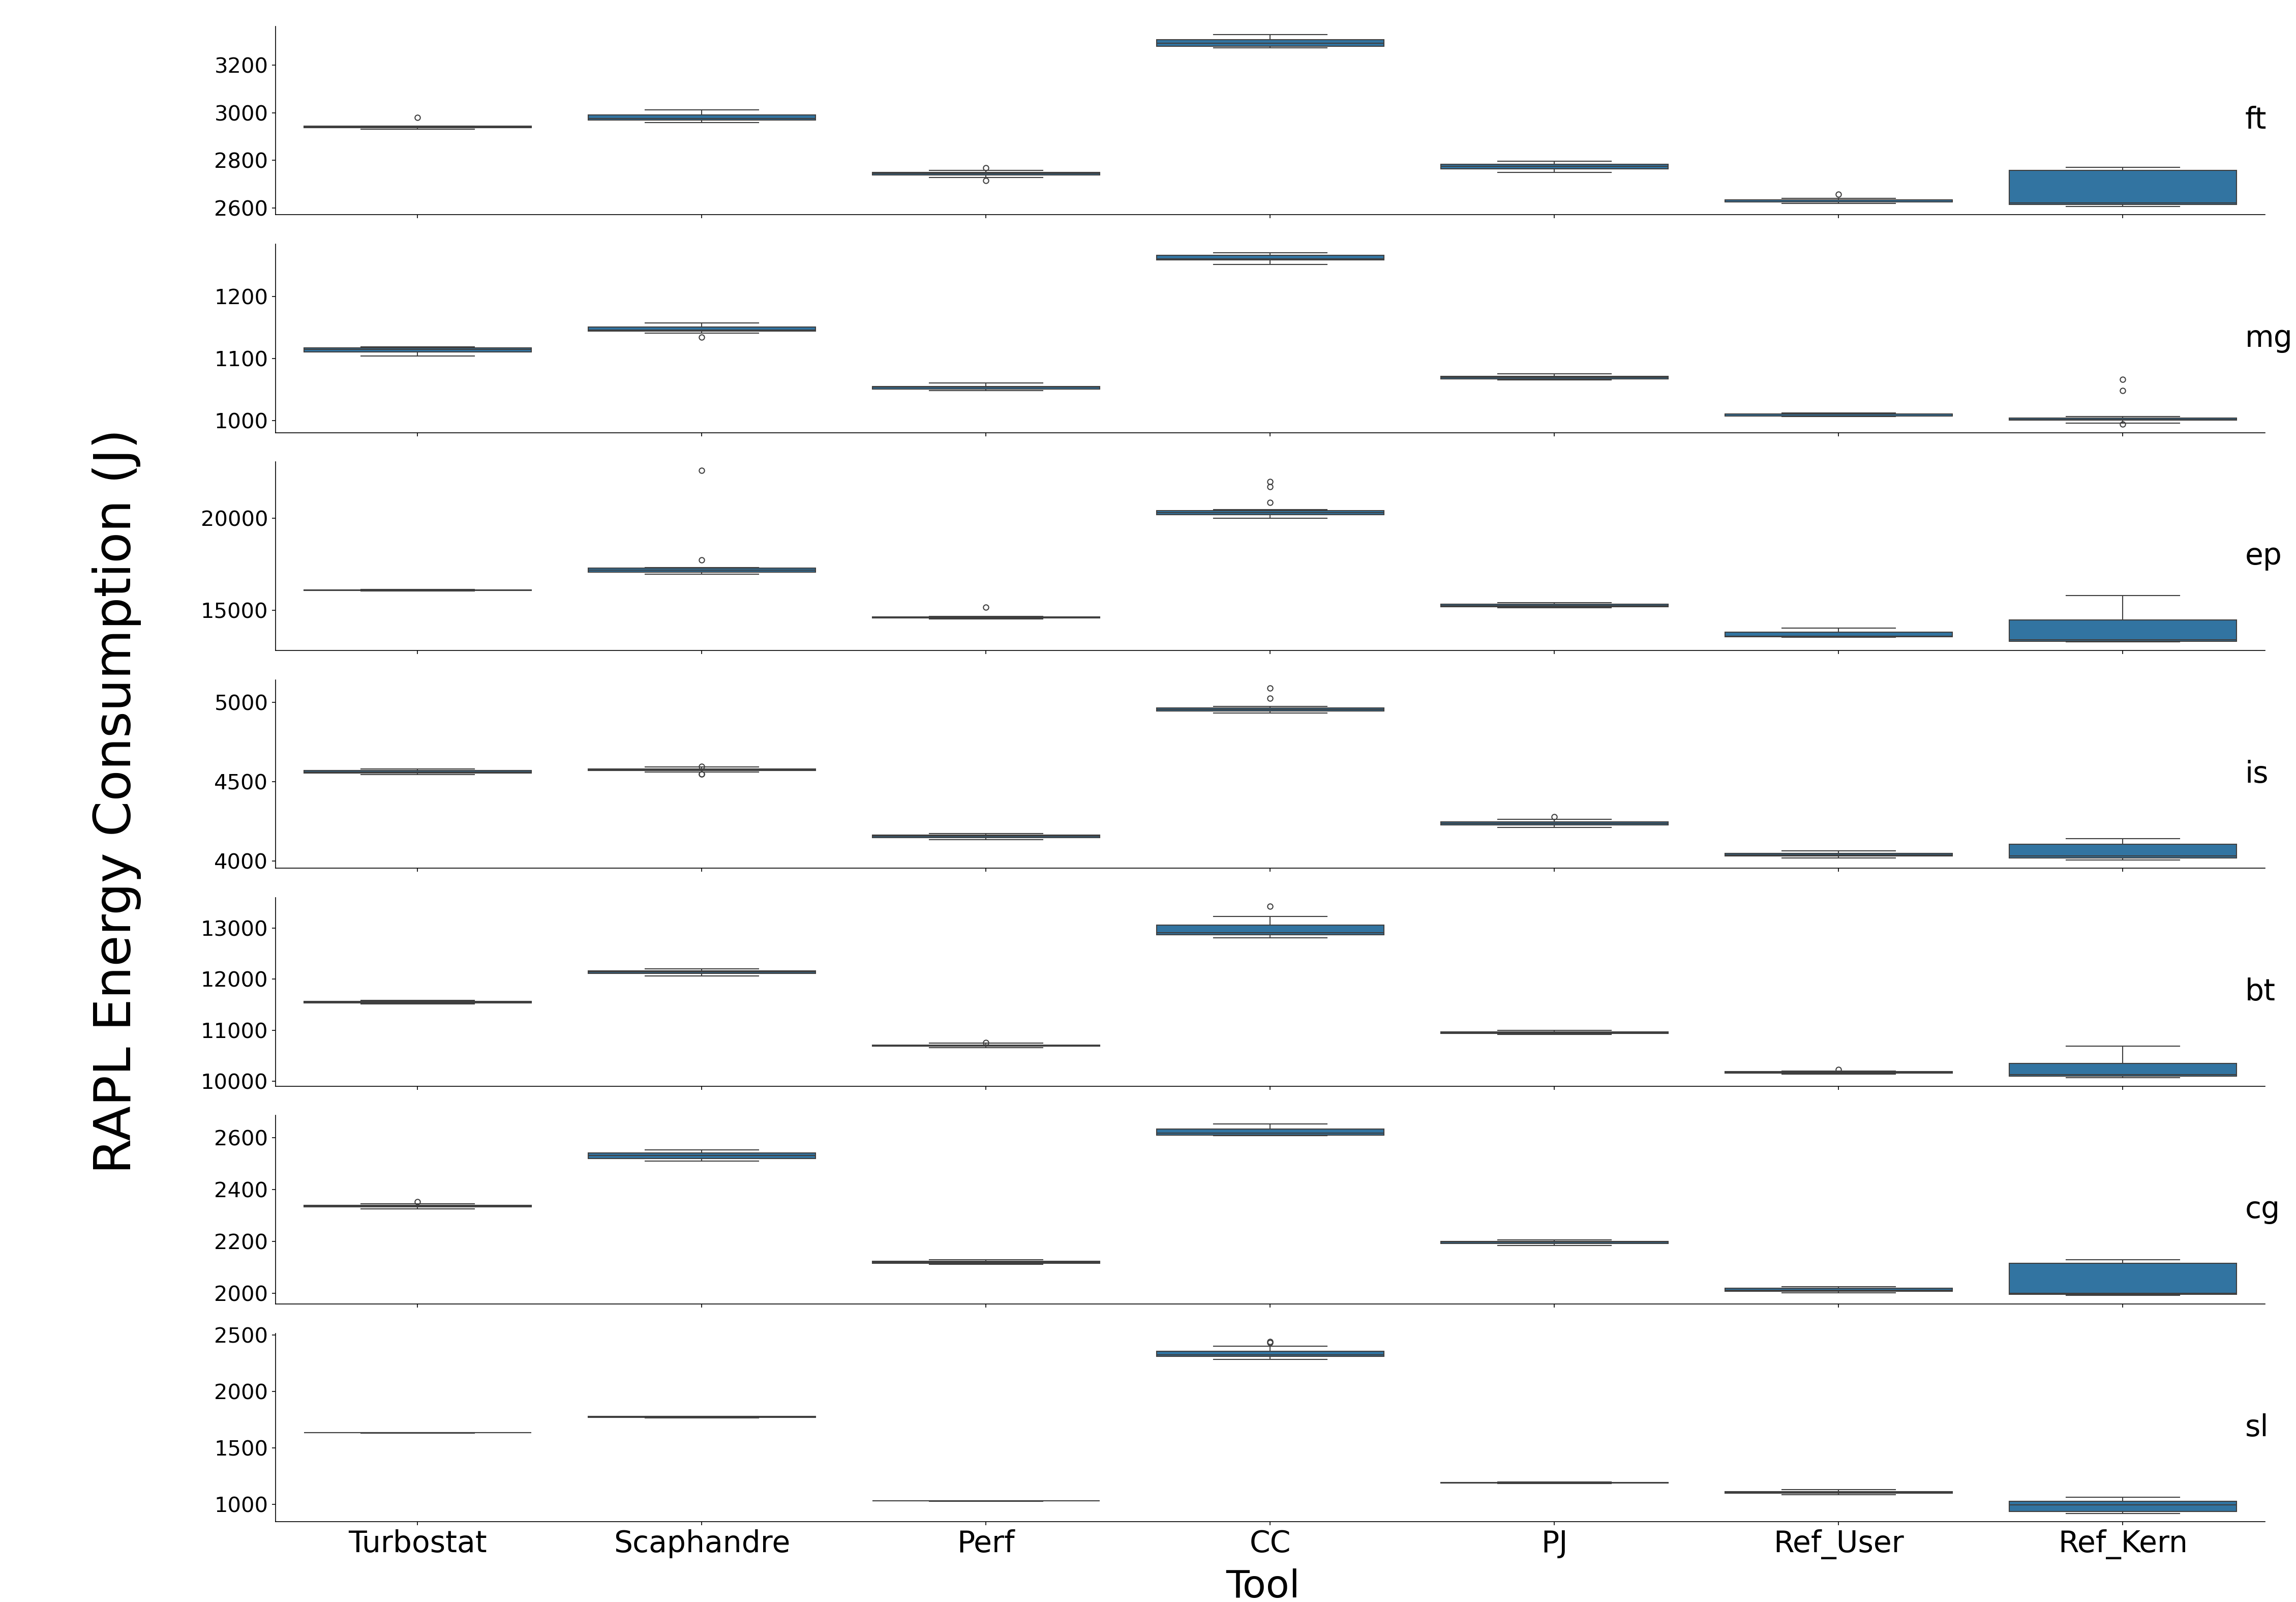 RAPL Energy Consumption (J)
3200
3000
2800
2600
ft
1200
1100
1000
mg
20000
15000
ep
5000
4500
4000
is
13000
12000
11000
10000
bt
2600
2400
2200
2000
cg
2500
2000
1500
1000
sl
Turbostat Scaphandre Perf CC PJ Ref_User Ref_Kern
Tool